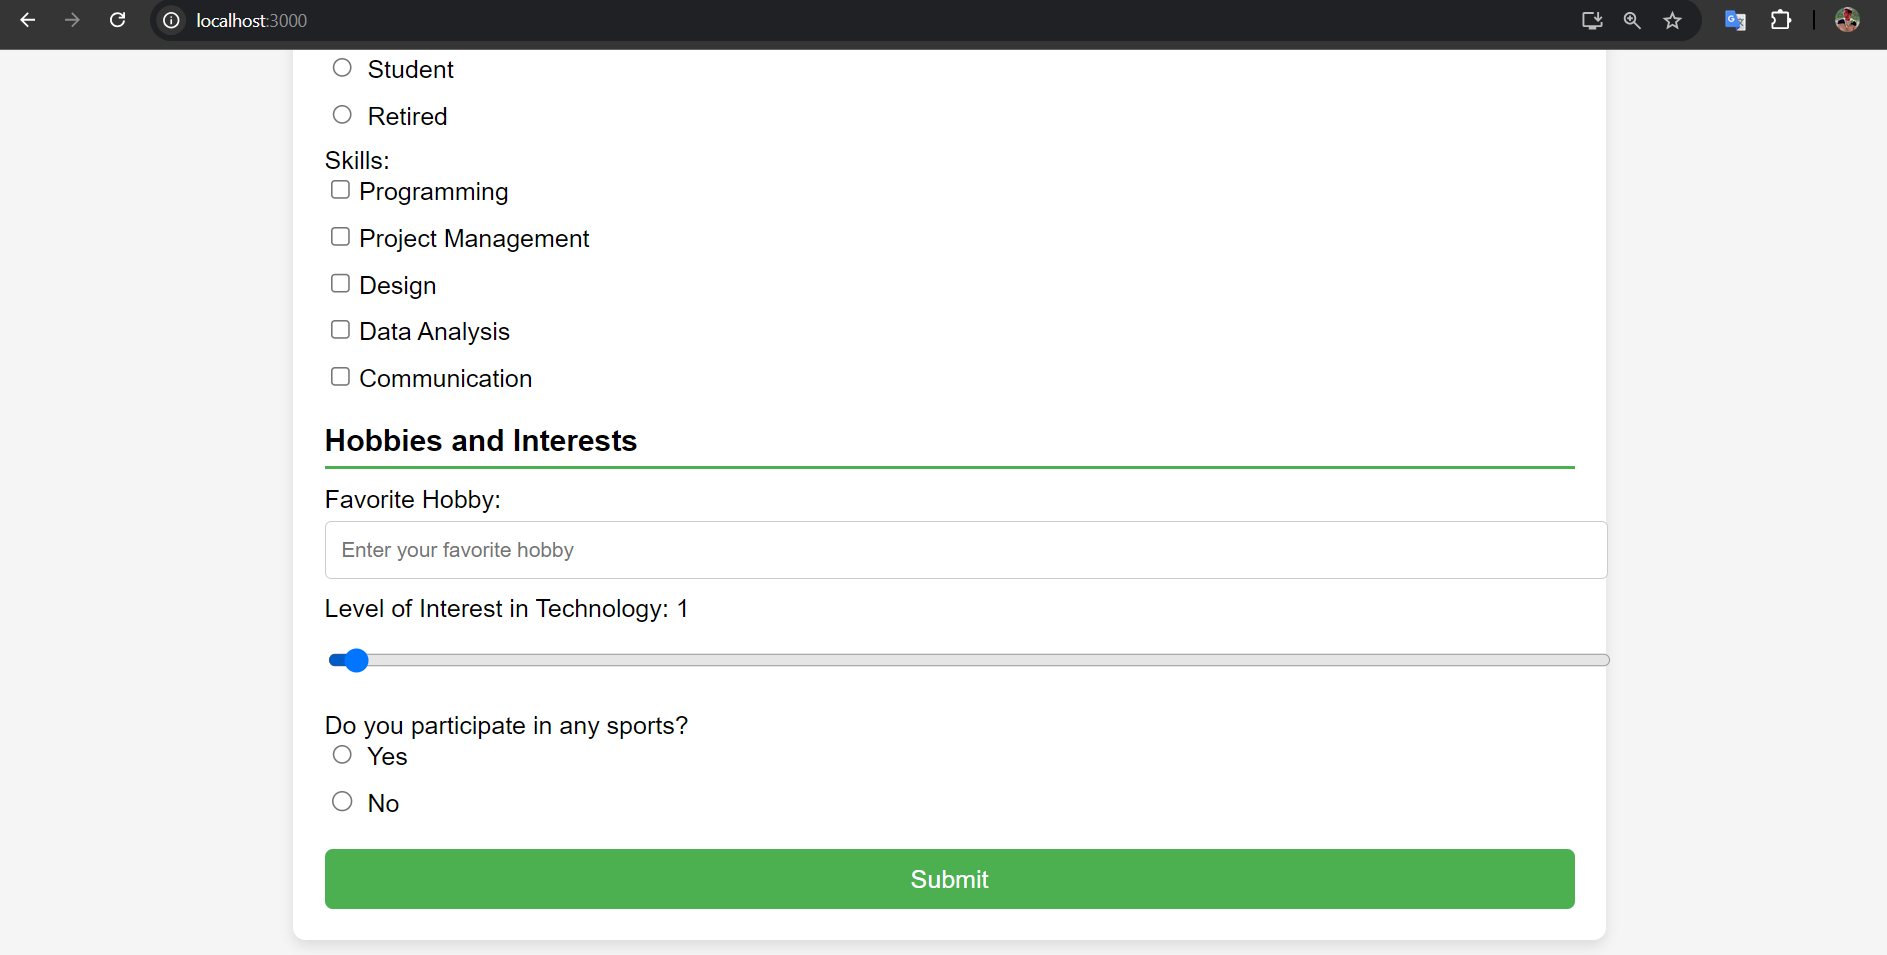 localhost:3000
Student
Retired
Skills:
Programming
Project Management
Design
Data Analysis
Communication
Hobbies and Interests
Favorite Hobby:
Enter your favorite hobby
Level of Interest in Technology: 1
Do you participate in any sports?
Yes
No
Submit